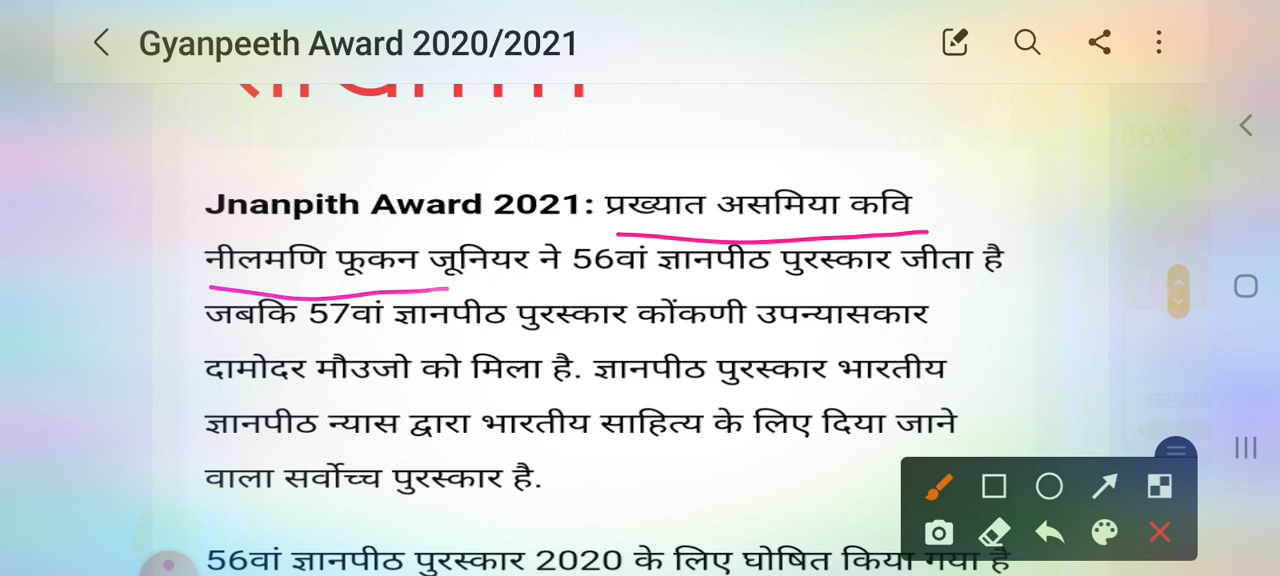 Gyanpeeth Award 2020/2021
Jnanpith Award 2021: प्रख्यात असमिया कवि
नीलमणि फूकन जूनियर ने 56वां ज्ञानपीठ पुरस्कार जीता है
जबकि 57वां ज्ञानपीठ पुरस्कार कोंकणी उपन्यासकार
दामोदर मौउजो को मिला है. ज्ञानपीठ पुरस्कार भारतीय
ज्ञानपीठ न्यास द्वारा भारतीय साहित्य के लिए दिया जाने
वाला सर्वोच्च पुरस्कार है.
56वां ज्ञानपीठ पुरस्कार 2020 के लिए घोषित किया गया है